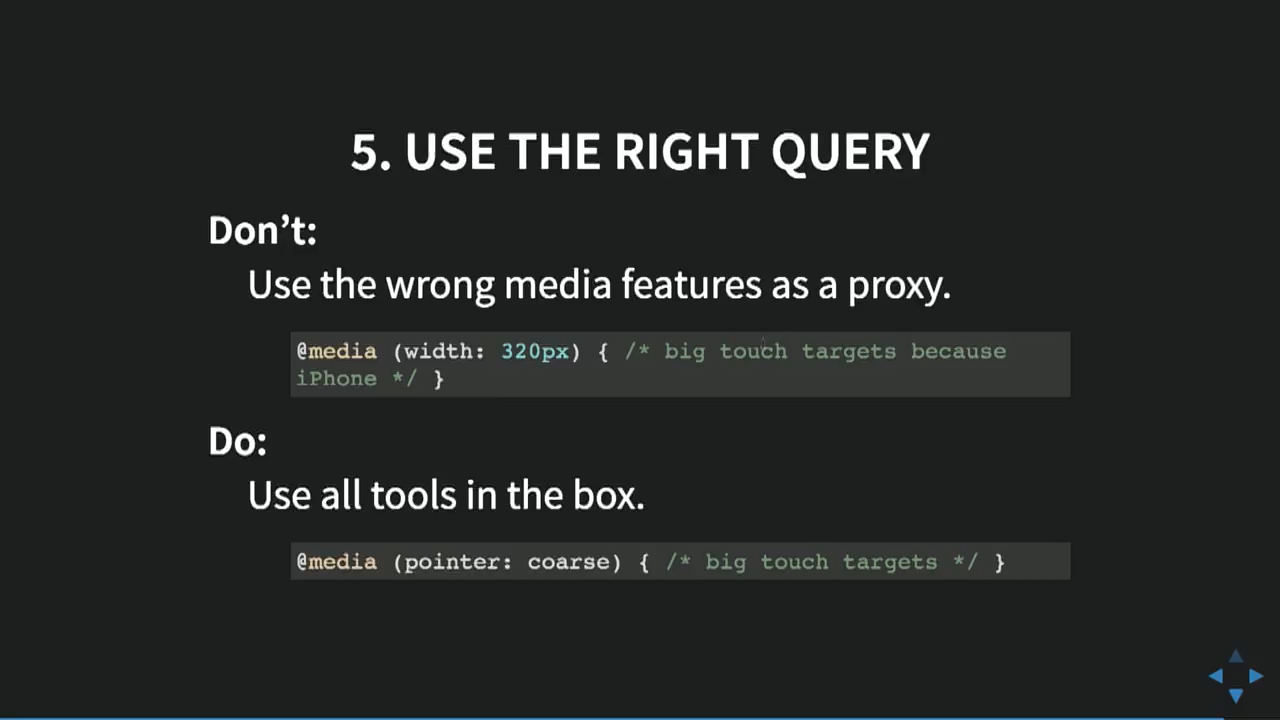 5. USE THE RIGHT QUERY
Don’t:
Use the wrong media features as a proxy.
@media (width: 320px) { /* big touch targets because
iPhone */ }
Do:
Use all tools in the box.
@media (pointer: coarse) { /* big touch targets */ }